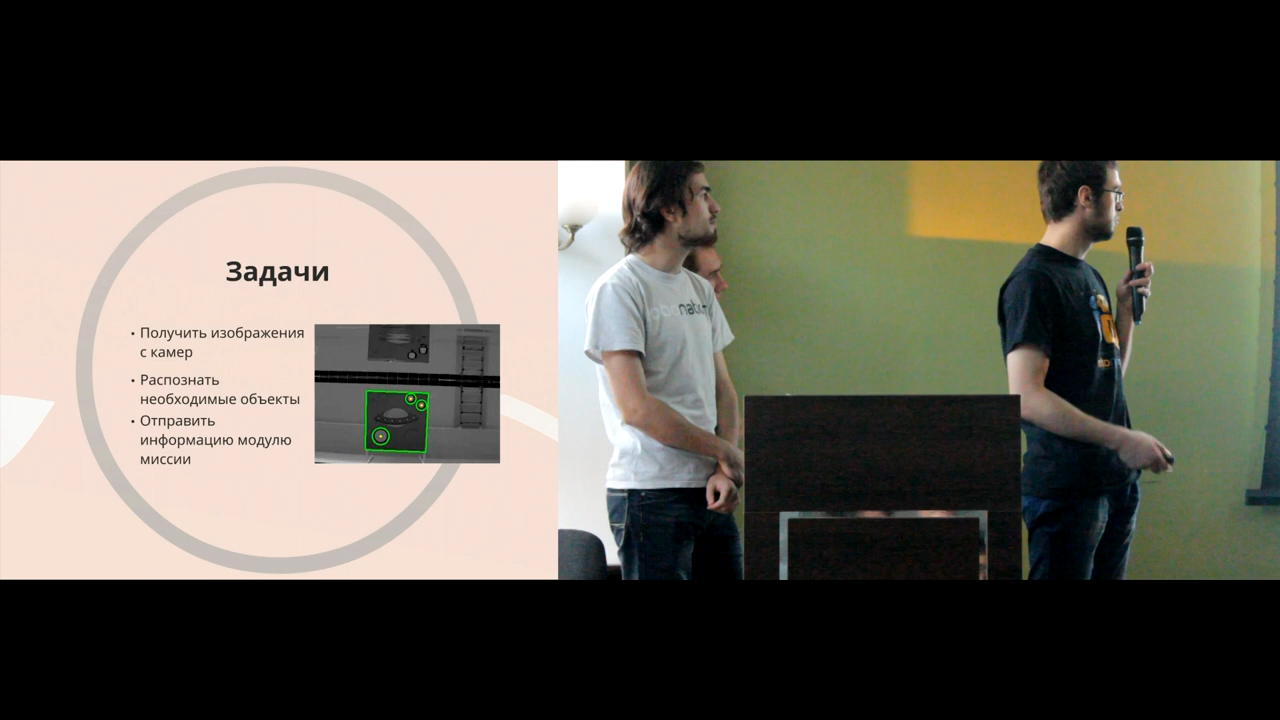 Задачи
• Получить изображения
с камер
• Распознать
необходимые объекты
• Отправить
информацию модулю
миссии